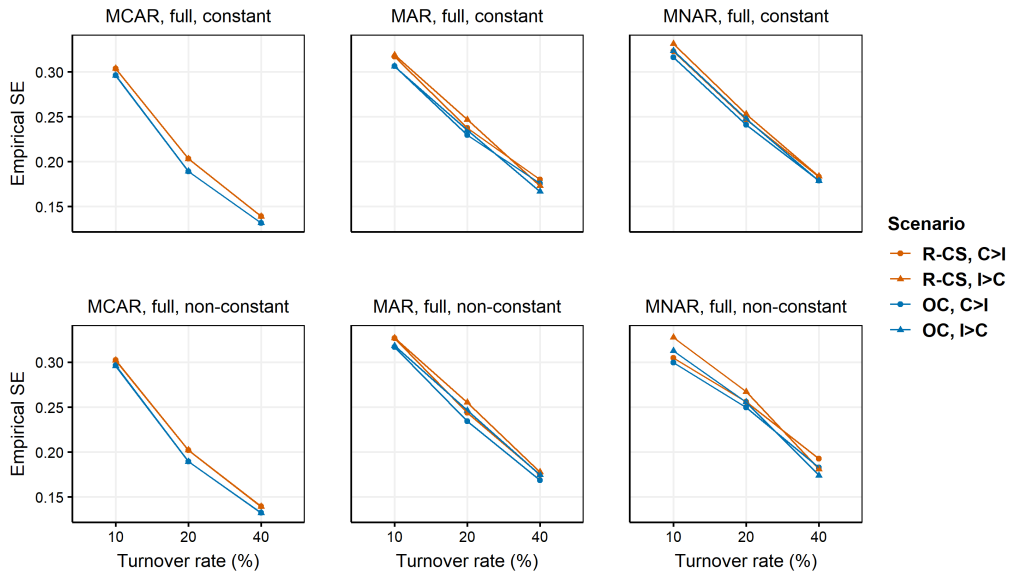 MCAR, full, constant
MAR, full, constant
MNAR, full, constant
Empirical SE
0.30
0.25
0.20
0.15
Scenario
R-CS, C>I
R-CS, I>C
OC, C>I
OC, I>C
MCAR, full, non-constant
MAR, full, non-constant
MNAR, full, non-constant
Empirical SE
0.30
0.25
0.20
0.15
10 20 40
10 20 40
10 20 40
Turnover rate (%)
Turnover rate (%)
Turnover rate (%)